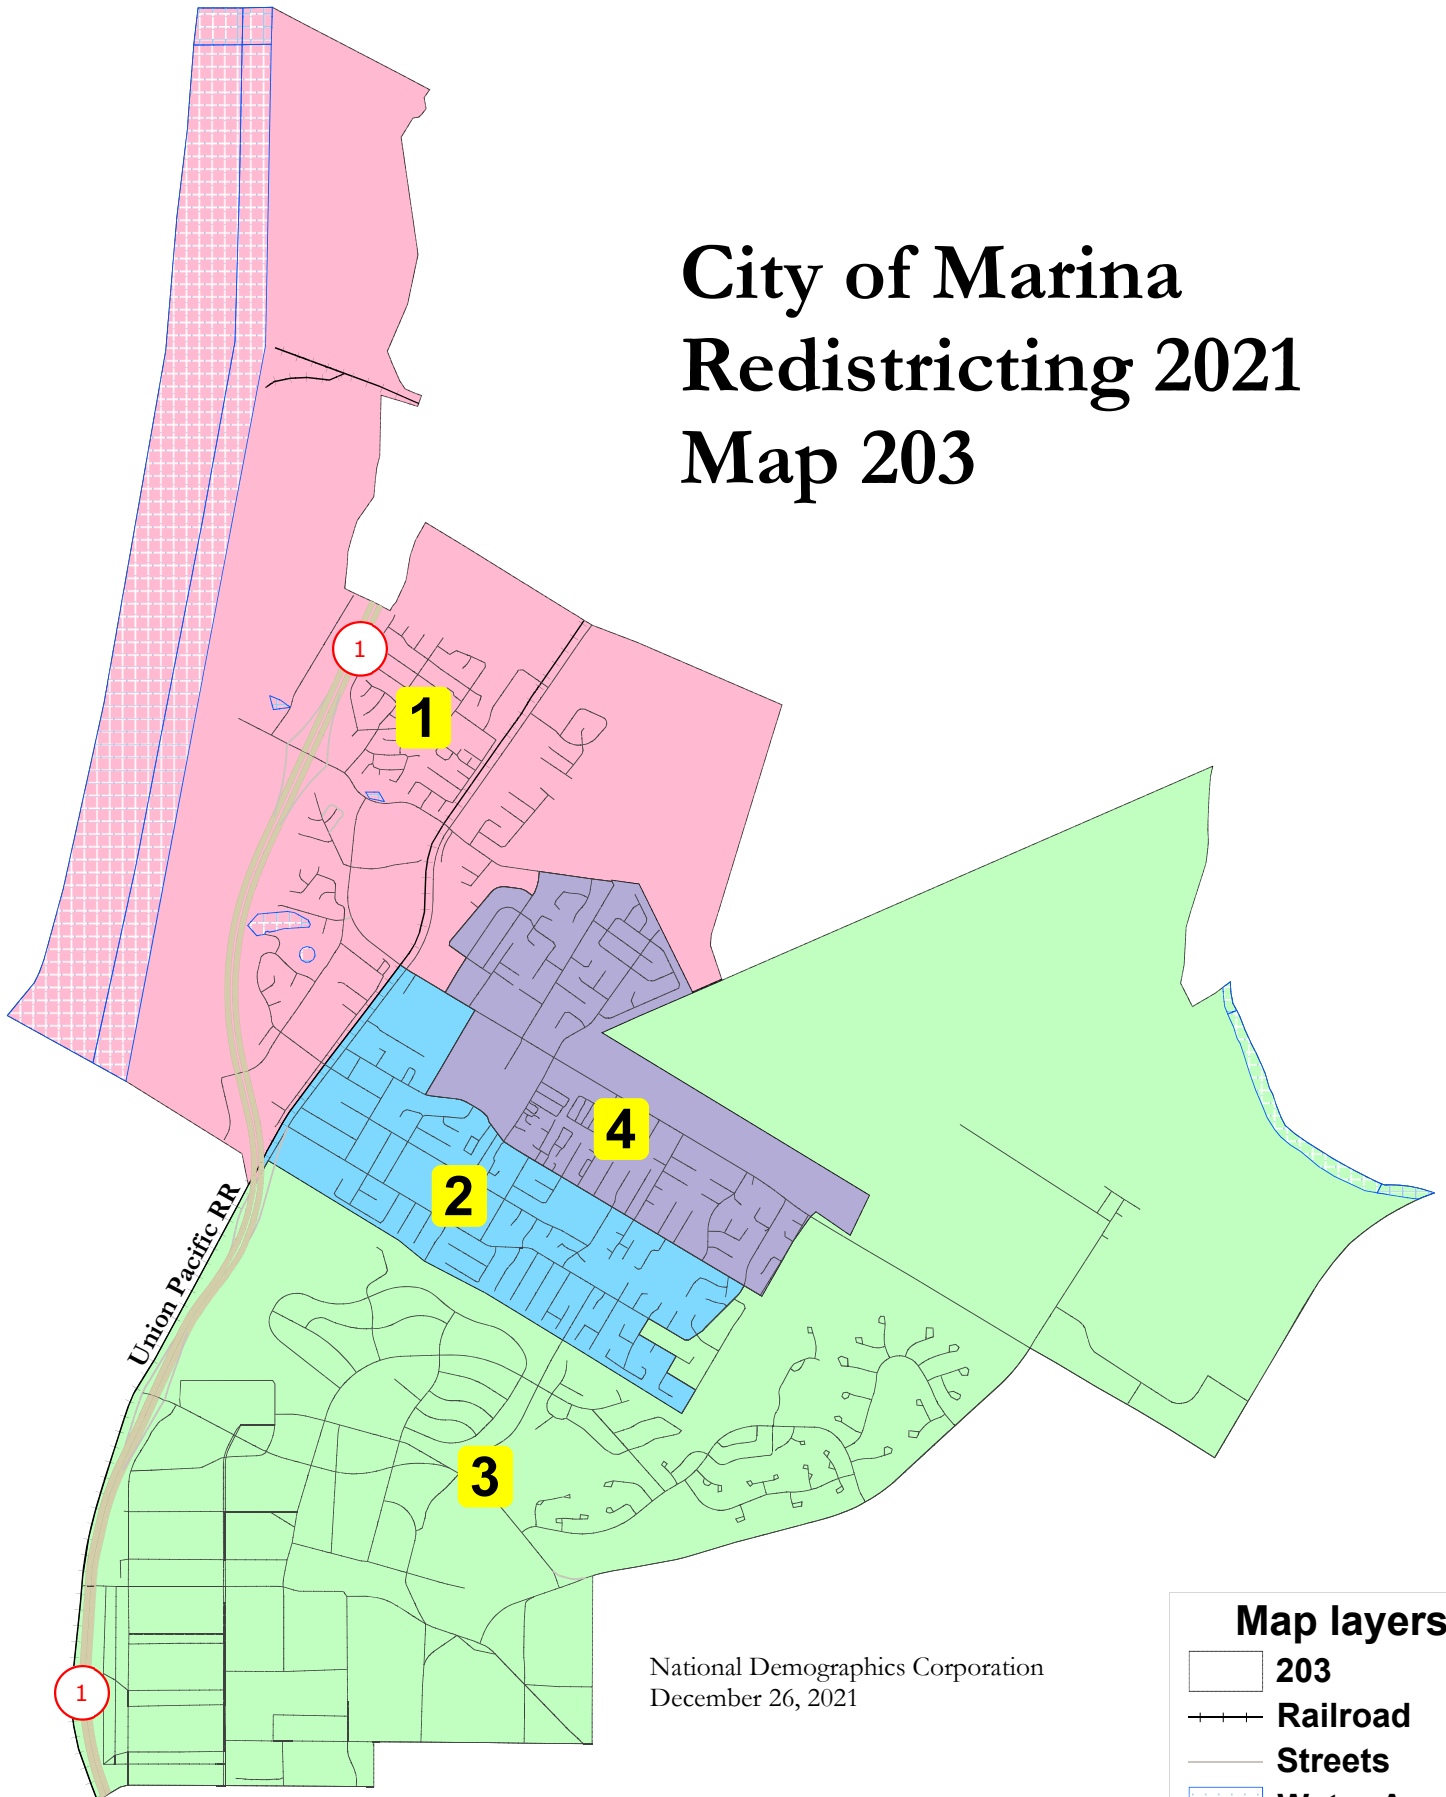 City of Marina
Redistricting 2021
Map 203
1
1
4
2
Union Pacific RR
3
National Demographics Corporation
December 26, 2021
1
Map layers
203
Railroad
Streets